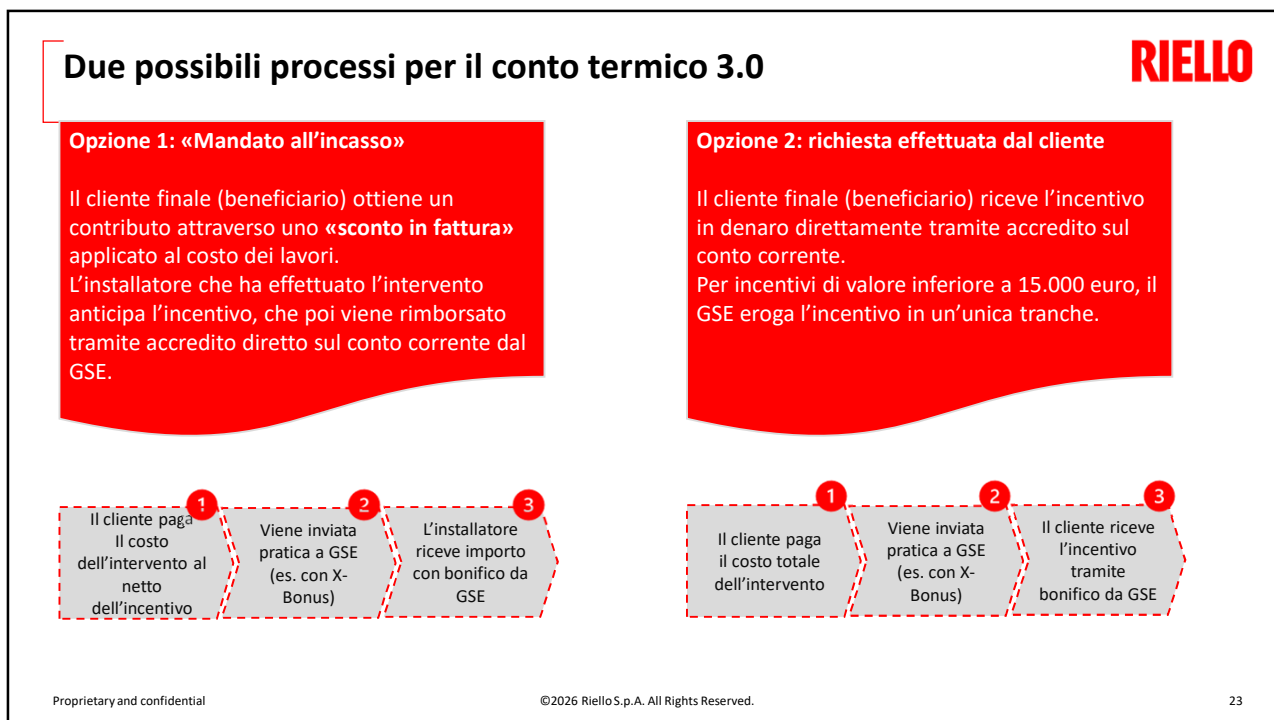 Due possibili processi per il conto termico 3.0
RIELLO
Opzione 1: «Mandato all’incasso»
Il cliente finale (beneficiario) ottiene un
contributo attraverso uno «sconto in fattura»
applicato al costo dei lavori.
L’installatore che ha effettuato l’intervento
anticipa l’incentivo, che poi viene rimborsato
tramite accredito diretto sul conto corrente dal
GSE.
Opzione 2: richiesta effettuata dal cliente
Il cliente finale (beneficiario) riceve l’incentivo
in denaro direttamente tramite accredito sul
conto corrente.
Per incentivi di valore inferiore a 15.000 euro, il
GSE eroga l’incentivo in un’unica tranche.
1
Il cliente paga
Il costo
dell’intervento al
netto
dell’incentivo
2
Viene inviata
pratica a GSE
(es. con X-
Bonus)
3
L’installatore
riceve importo
con bonifico da
GSE
1
Il cliente paga
il costo totale
dell’intervento
2
Viene inviata
pratica a GSE
(es. con X-
Bonus)
3
Il cliente riceve
l’incentivo
tramite
bonifico da GSE
Proprietary and confidential
©2026 Riello S.p.A. All Rights Reserved.
23